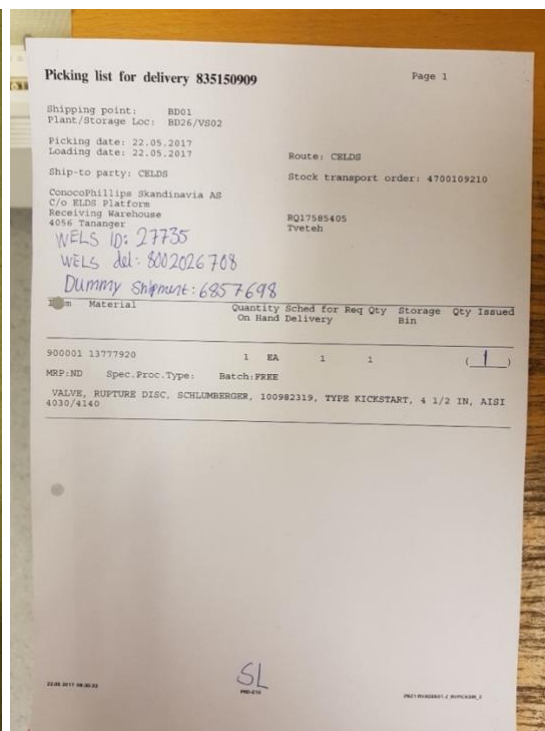 Picking list for delivery 835150909 Page 1
Shipping point: BD01
Plant/Storage Loc: BD26/VS02
Picking date: 22.05.2017
Loading date: 22.05.2017 Route: CELDS
Ship-to party: CELDS Stock transport order: 4700109210
ConocoPhillips Skandinavia AS
C/o ELDS Platform
Receiving Warehouse RQ17585405
4056 Tananger Tveteh
WELS ID: 27735
WELS del: 8002026708
Dummy Shipment: 6857698
Material Quantity Sched for Req Qty Storage Qty Issued
On Hand Delivery Bin
900001 13777920 1 EA 1 1 ( 1 )
MRP:ND Spec.Proc.Type: Batch:FREE
VALVE, RUPTURE DISC, SCHLUMBERGER, 100982319, TYPE KICKSTART, 4 1/2 IN, AISI
4030/4140
SL
22.05.2017